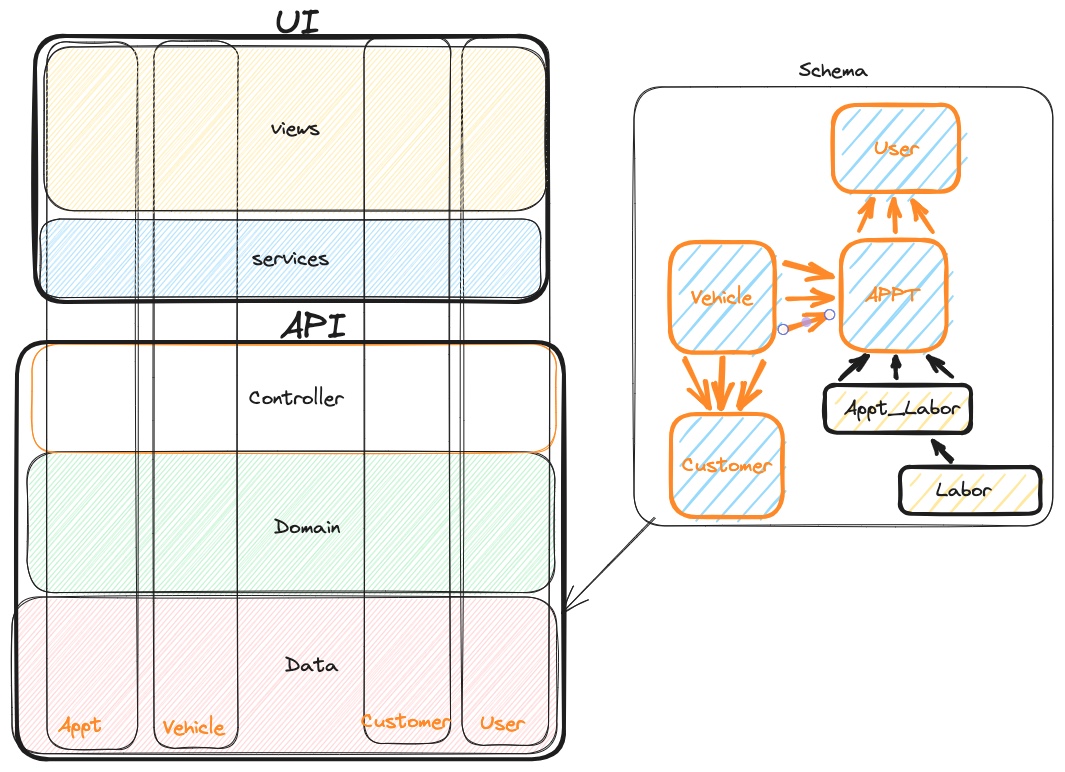 UI
views
services
API
Controller
Domain
Data
Appt
Vehicle
Customer
User
Schema
User
Vehicle
APPT
Customer
Appt_Labor
Labor